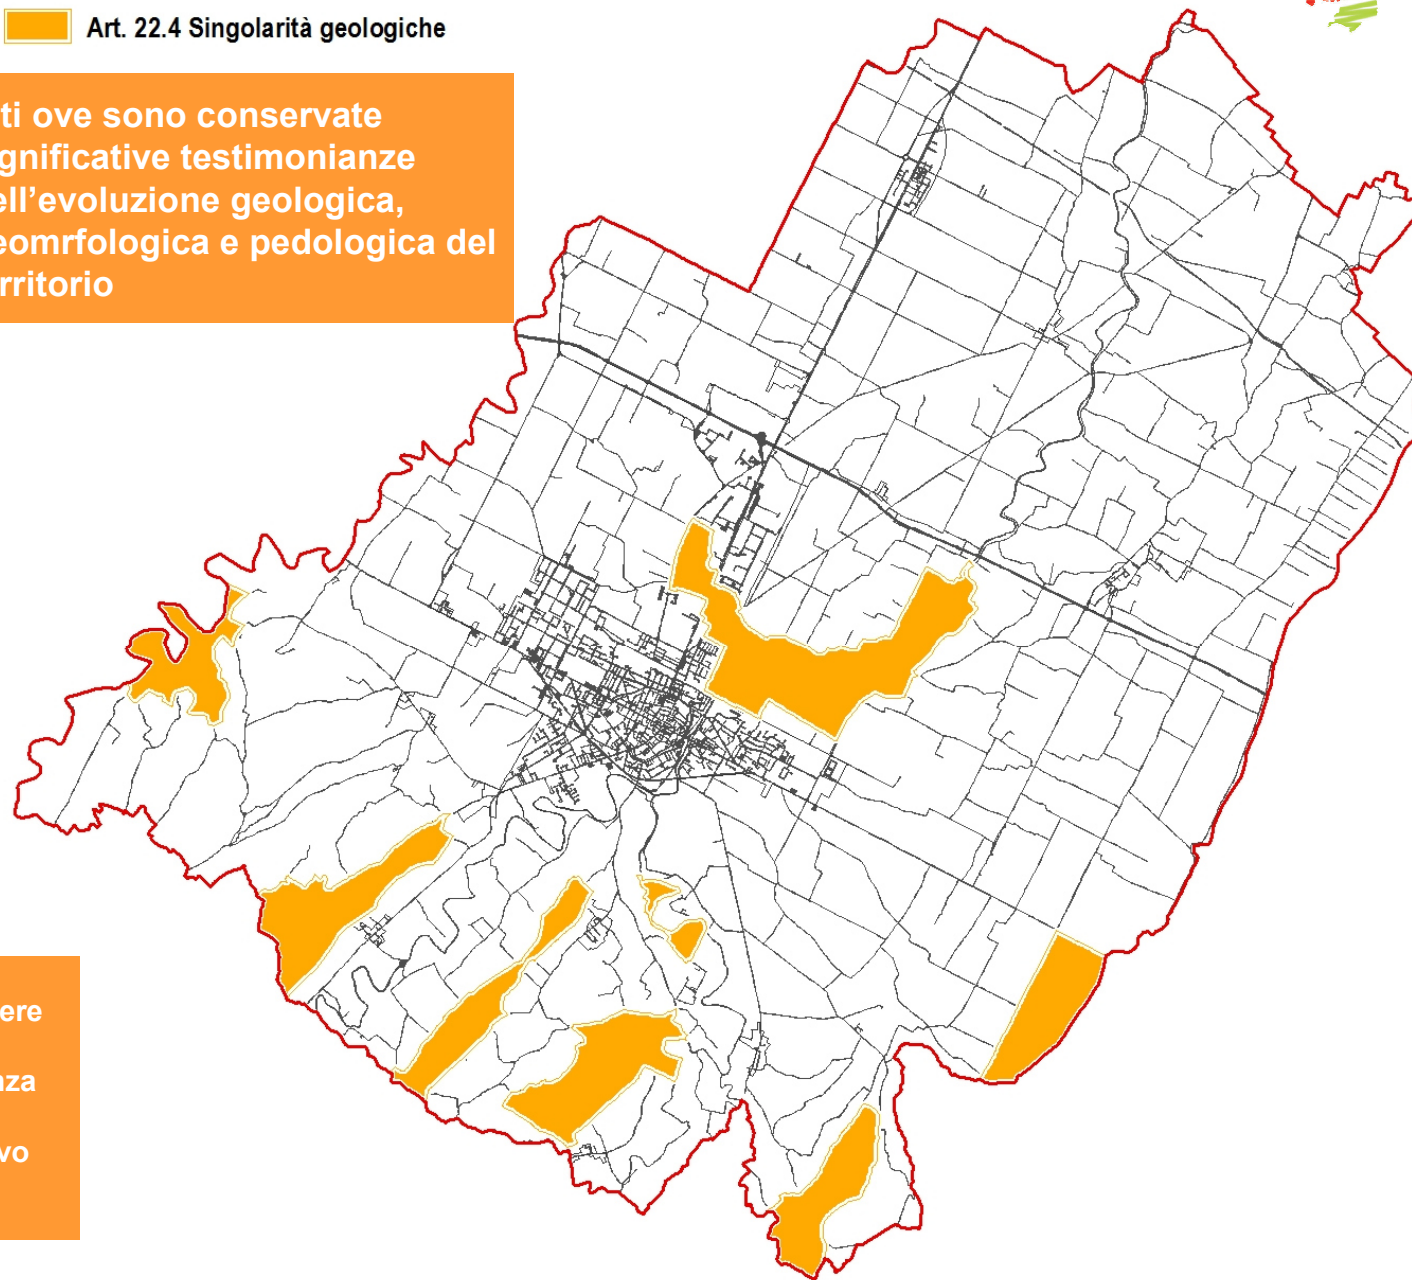 Art. 22.4 Singolarità geologiche
ti ove sono conservate
gnificative testimonianze
ell’evoluzione geologica,
eomrfologica e pedologica del
rritorio
ere
nza
vo